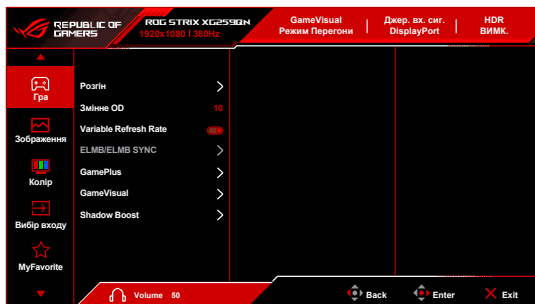 REPUBLIC OF
GAMERS
ROG STRIX XG259QN
1920x1080 | 380Hz
GameVisual
Режим Перегони
Джер. вх. сиг.
DisplayPort
HDR
ВИМК.
Гра
Зображення
Колір
Вибір входу
MyFavorite
Розгін
Змінне OD 10
Variable Refresh Rate
ELMB/ELMB SYNC
GamePlus
GameVisual
Shadow Boost
Volume 50
Back
Enter
Exit